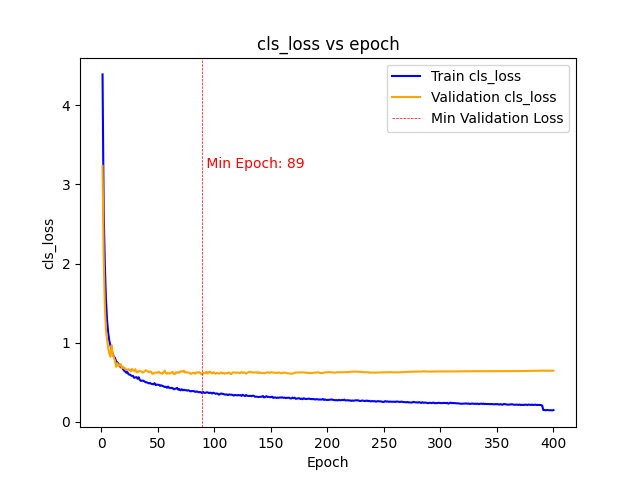 cls_loss vs epoch
Train cls_loss
Validation cls_loss
Min Validation Loss
Min Epoch: 89
cls_loss
4
3
2
1
0
0 50 100 150 200 250 300 350 400
Epoch